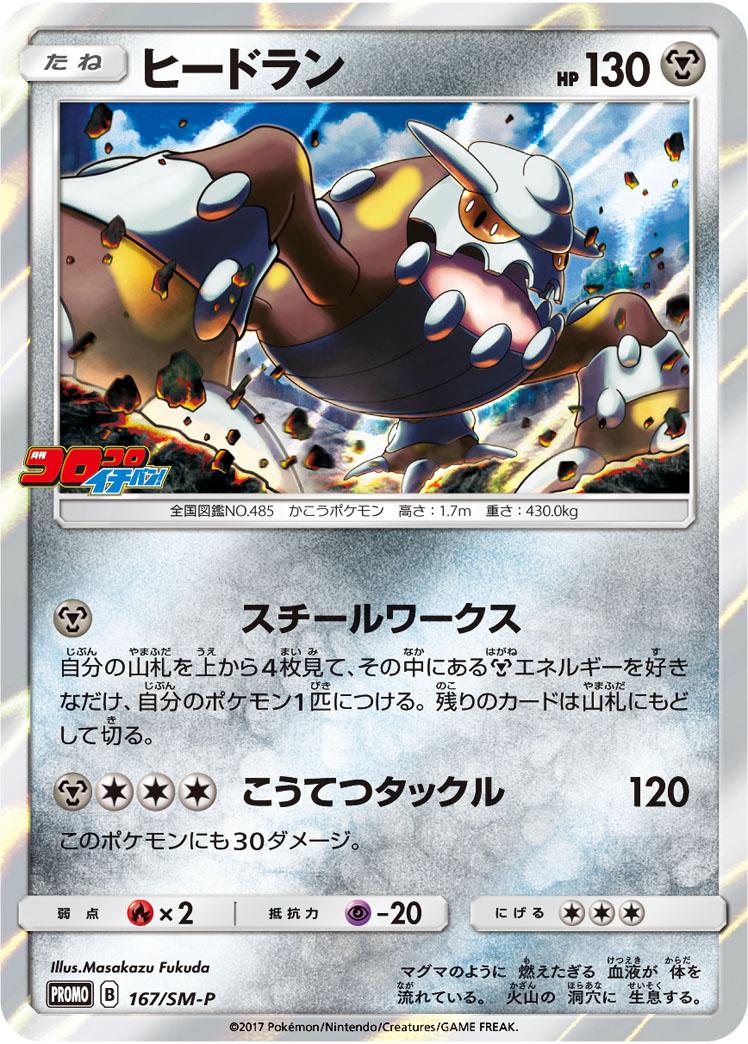 たね ヒードラン HP 130
月刊コロコロイチバン!
全国図鑑NO.485 かこうポケモン 高さ：1.7m 重さ：430.0kg
スチールワークス
自分の山札を上から4枚見て、その中にあるエネルギーを好き
なだけ、自分のポケモン1匹につける。残りのカードは山札にもど
して切る。
こうてつタックル 120
このポケモンにも30ダメージ。
弱点 ×2 抵抗力 -20 にげる
Illus.Masakazu Fukuda
PROMO B 167/SM-P
マグマのように 燃えたぎる 血液が 体を
流れている。 火山の 洞穴に 生息する。
©2017 Pokémon/Nintendo/Creatures/GAME FREAK.